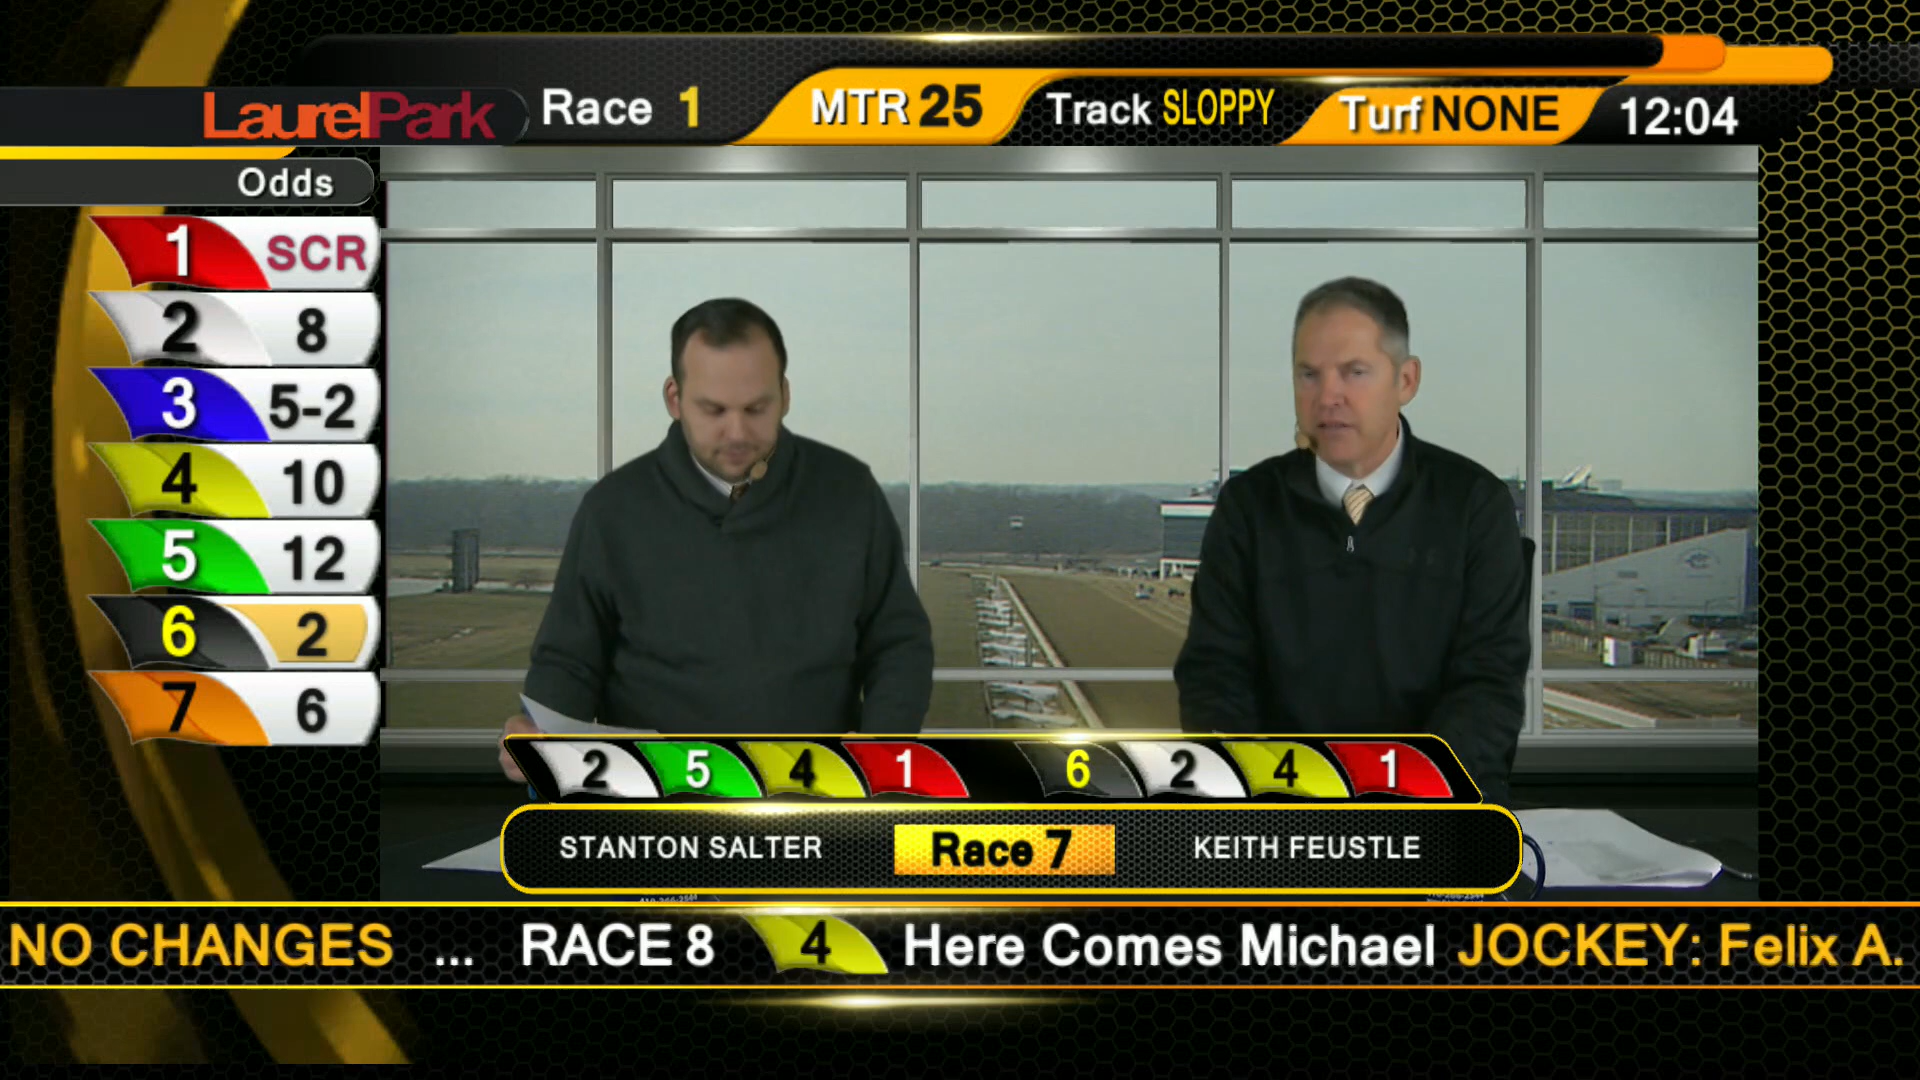 LaurelPark Race 1 MTR 25 Track SLOPPY Turf NONE 12:04
Odds
1 SCR
2 8
3 5-2
4 10
5 12
6 2
7 6
2 5 4 1 6 2 4 1
STANTON SALTER Race 7 KEITH FEUSTLE
NO CHANGES ... RACE 8 4 Here Comes Michael JOCKEY: Felix A.